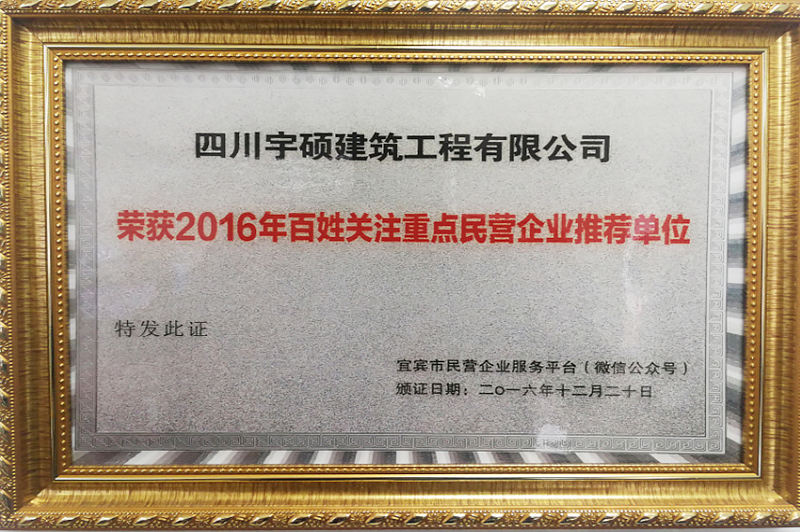 四川宇硕建筑工程有限公司
荣获2016年百姓关注重点民营企业推荐单位
特发此证
宜宾市民营企业服务平台（微信公众号）
颁证日期：二〇一六年十二月二十日